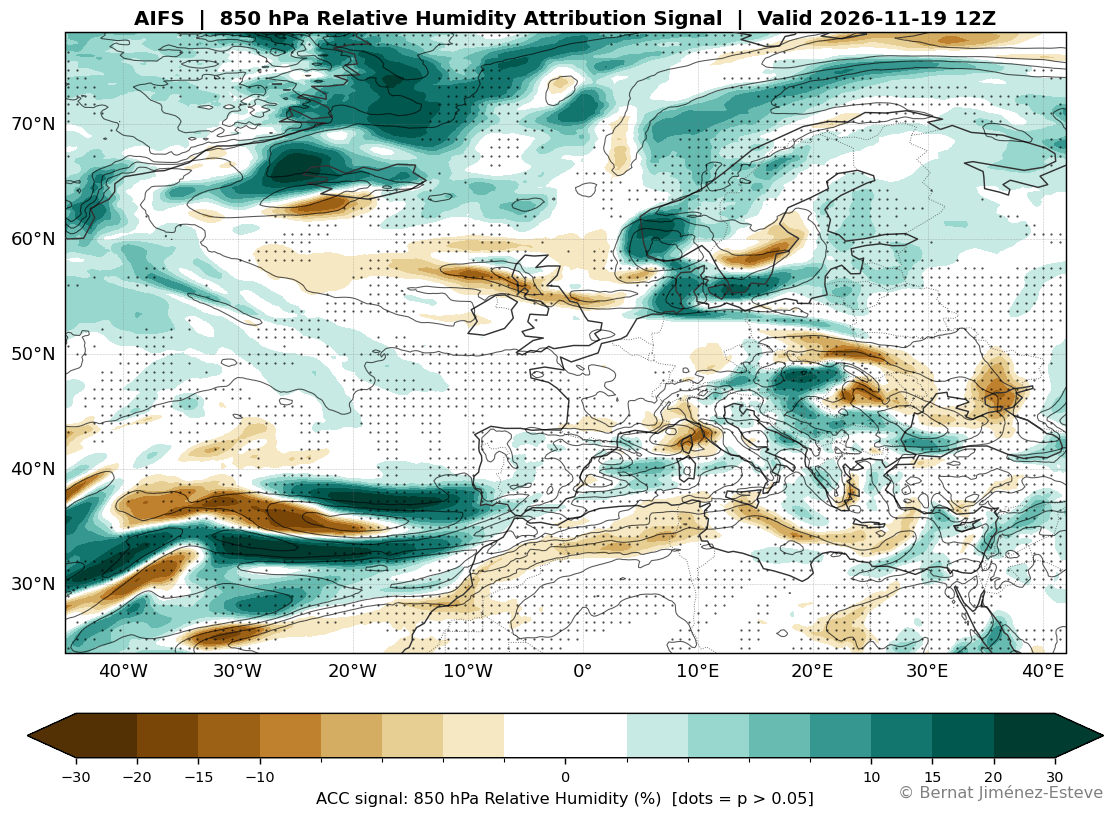 AIFS | 850 hPa Relative Humidity Attribution Signal | Valid 2026-11-19 12Z
70°N
60°N
50°N
40°N
30°N
40°W 30°W 20°W 10°W 0° 10°E 20°E 30°E 40°E
−30 −20 −15 −10 0 10 15 20 30
ACC signal: 850 hPa Relative Humidity (%) [dots = p > 0.05]
© Bernat Jiménez-Esteve